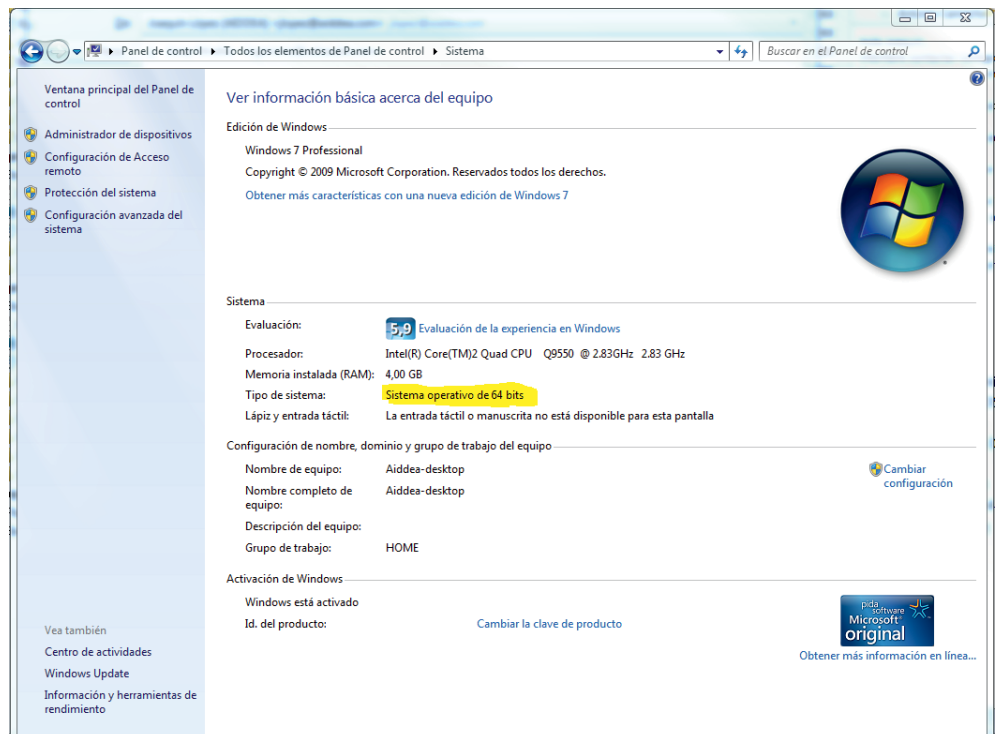 Panel de control Todos los elementos de Panel de control Sistema
Buscar en el Panel de control
Ventana principal del Panel de
control
Administrador de dispositivos
Configuración de Acceso
remoto
Protección del sistema
Configuración avanzada del
sistema
Ver información básica acerca del equipo
Edición de Windows
Windows 7 Professional
Copyright © 2009 Microsoft Corporation. Reservados todos los derechos.
Obtener más características con una nueva edición de Windows 7
Sistema
Evaluación: 5,9 Evaluación de la experiencia en Windows
Procesador: Intel(R) Core(TM)2 Quad CPU Q9550 @ 2.83GHz 2.83 GHz
Memoria instalada (RAM): 4,00 GB
Tipo de sistema: Sistema operativo de 64 bits
Lápiz y entrada táctil: La entrada táctil o manuscrita no está disponible para esta pantalla
Configuración de nombre, dominio y grupo de trabajo del equipo
Nombre de equipo: Aiddea-desktop
Cambiar
configuración
Nombre completo de
equipo: Aiddea-desktop
Descripción del equipo:
Grupo de trabajo: HOME
Activación de Windows
Windows está activado
Id. del producto: Cambiar la clave de producto
pida
software
Microsoft
original
Obtener más información en línea...
Vea también
Centro de actividades
Windows Update
Información y herramientas de
rendimiento